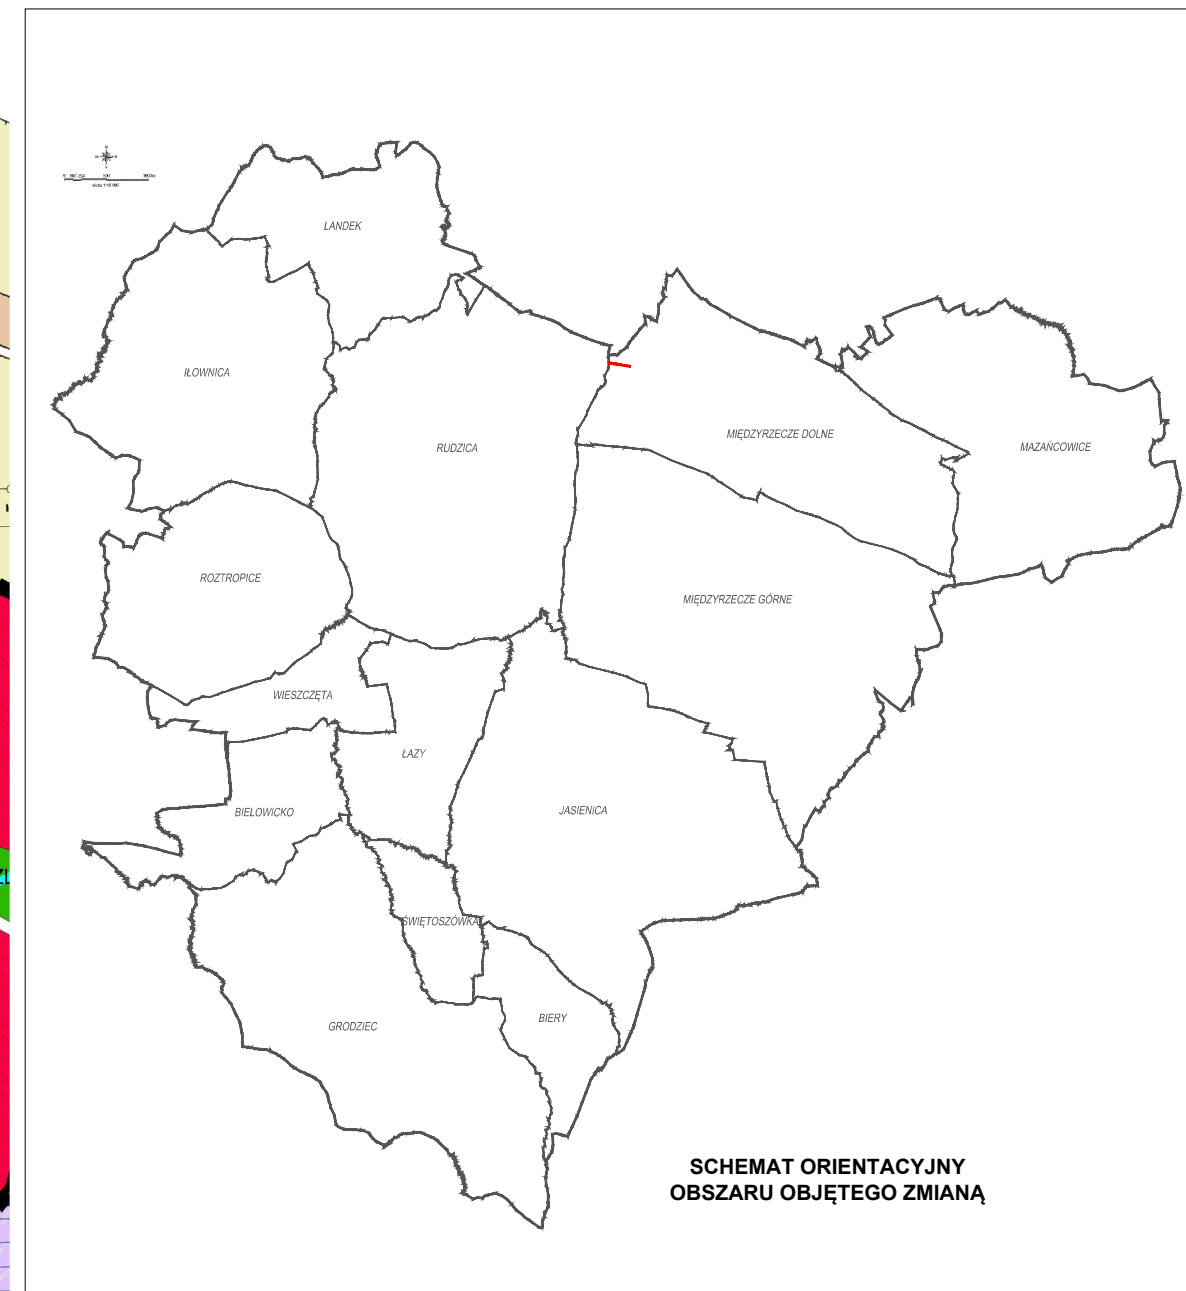 LANDEK
IŁOWNICA
RUDZICA
MIĘDZYRZECZE DOLNE
MAZAŃCOWICE
ROZTROPICE
MIĘDZYRZECZE GÓRNE
WIESZCZĘTA
ŁAZY
BIELOWICKO
JASIENICA
ŚWIĘTOSZÓWKA
GRODZIEC
BIERY
SCHEMAT ORIENTACYJNY
OBSZARU OBJĘTEGO ZMIANĄ